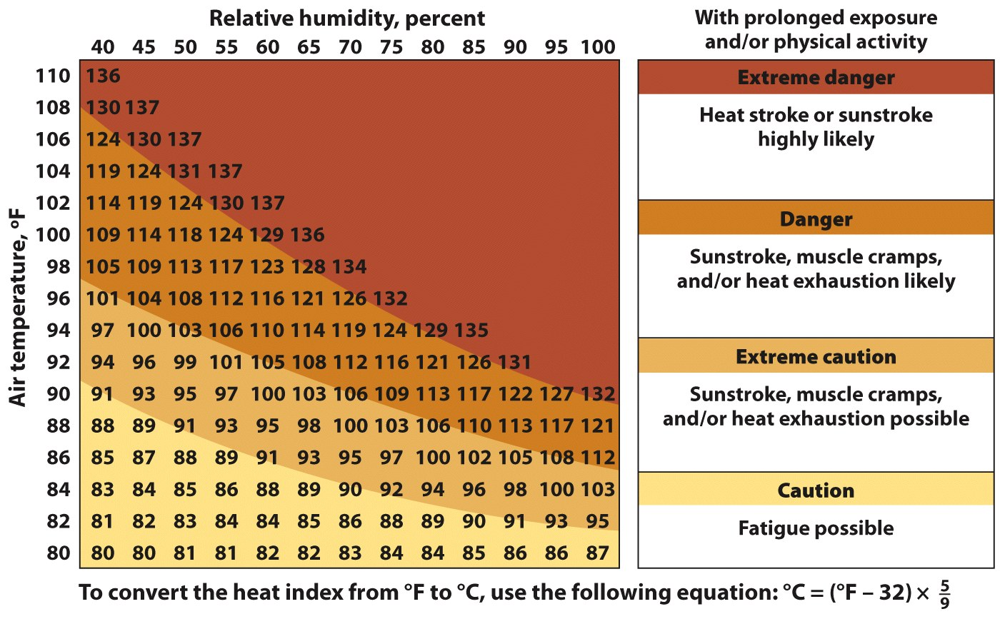 Relative humidity, percent
40 45 50 55 60 65 70 75 80 85 90 95 100
Air temperature, °F
110 136
108 130 137
106 124 130 137
104 119 124 131 137
102 114 119 124 130 137
100 109 114 118 124 129 136
98 105 109 113 117 123 128 134
96 101 104 108 112 116 121 126 132
94 97 100 103 106 110 114 119 124 129 135
92 94 96 99 101 105 108 112 116 121 126 131
90 91 93 95 97 100 103 106 109 113 117 122 127 132
88 88 89 91 93 95 98 100 103 106 110 113 117 121
86 85 87 88 89 91 93 95 97 100 102 105 108 112
84 83 84 85 86 88 89 90 92 94 96 98 100 103
82 81 82 83 84 84 85 86 88 89 90 91 93 95
80 80 80 81 81 82 82 83 84 84 85 86 86 87
With prolonged exposure
and/or physical activity
Extreme danger
Heat stroke or sunstroke
highly likely
Danger
Sunstroke, muscle cramps,
and/or heat exhaustion likely
Extreme caution
Sunstroke, muscle cramps,
and/or heat exhaustion possible
Caution
Fatigue possible
To convert the heat index from °F to °C, use the following equation: °C = (°F – 32) × 5/9